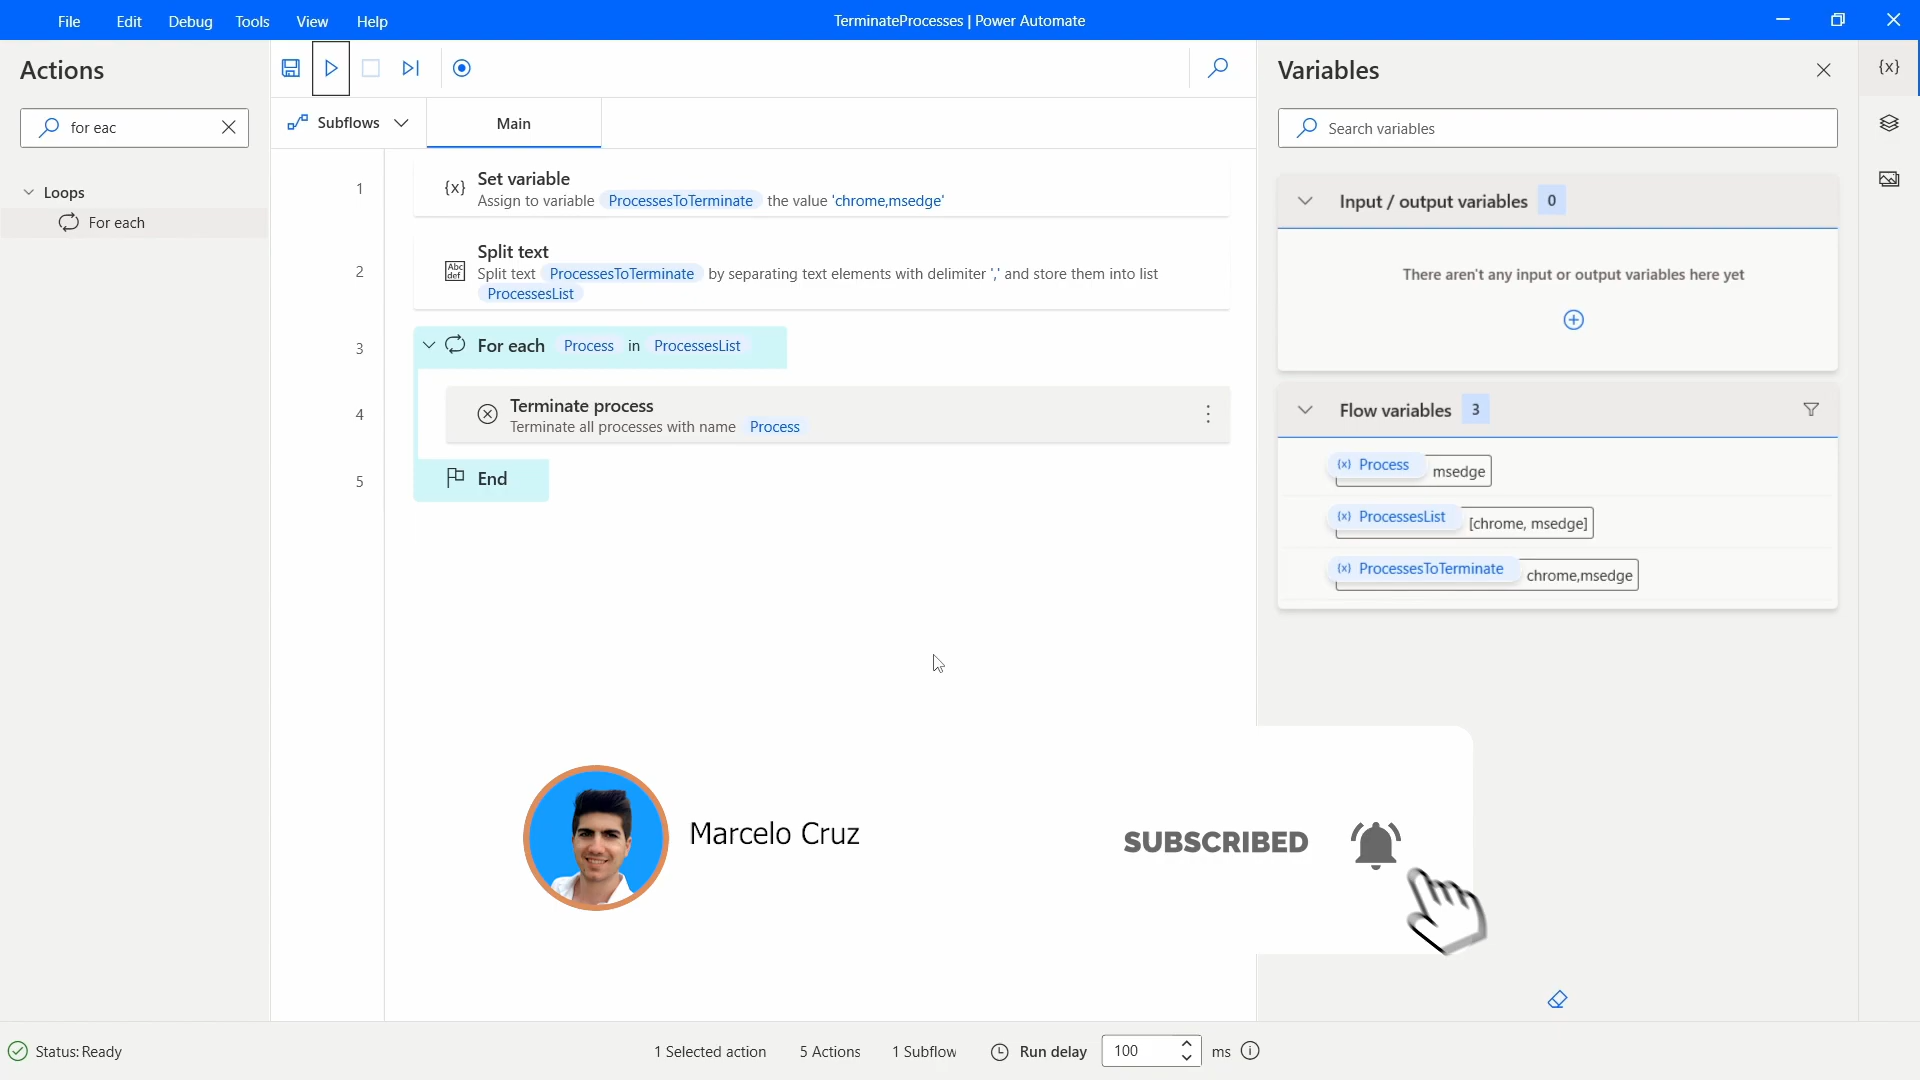 File Edit Debug Tools View Help
TerminateProcesses | Power Automate
Actions
for eac
Loops
For each
Subflows
Main
1
{x} Set variable
Assign to variable ProcessesToTerminate the value 'chrome,msedge'
2
Abc
def
Split text
Split text ProcessesToTerminate by separating text elements with delimiter ',' and store them into list
ProcessesList
3
For each Process in ProcessesList
4
Terminate process
Terminate all processes with name Process
5
End
Variables
{x}
Search variables
Input / output variables 0
There aren't any input or output variables here yet
Flow variables 3
(x) Process msedge
(x) ProcessesList [chrome, msedge]
(x) ProcessesToTerminate chrome,msedge
Marcelo Cruz
SUBSCRIBED
Status: Ready
1 Selected action 5 Actions 1 Subflow Run delay 100 ms